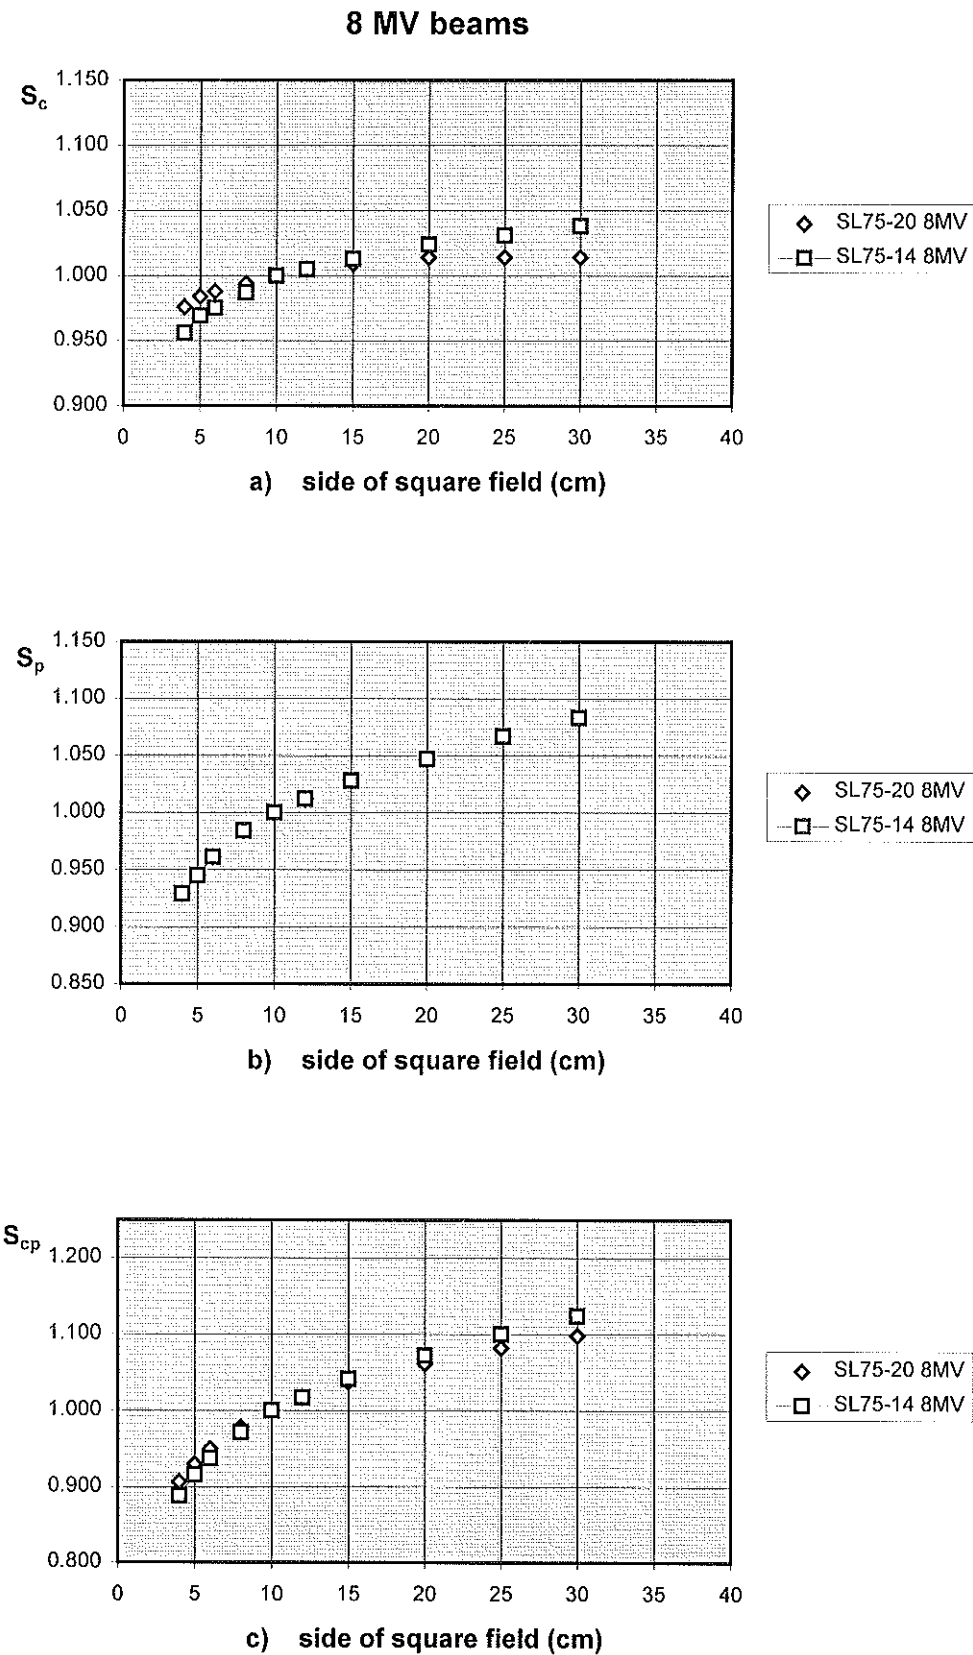 8 MV beams
Sc
1.150
1.100
1.050
1.000
0.950
0.900
0 5 10 15 20 25 30 35 40
a) side of square field (cm)
SL75-20 8MV
SL75-14 8MV
Sp
1.150
1.100
1.050
1.000
0.950
0.900
0.850
0 5 10 15 20 25 30 35 40
b) side of square field (cm)
SL75-20 8MV
SL75-14 8MV
Scp
1.200
1.100
1.000
0.900
0.800
0 5 10 15 20 25 30 35 40
c) side of square field (cm)
SL75-20 8MV
SL75-14 8MV